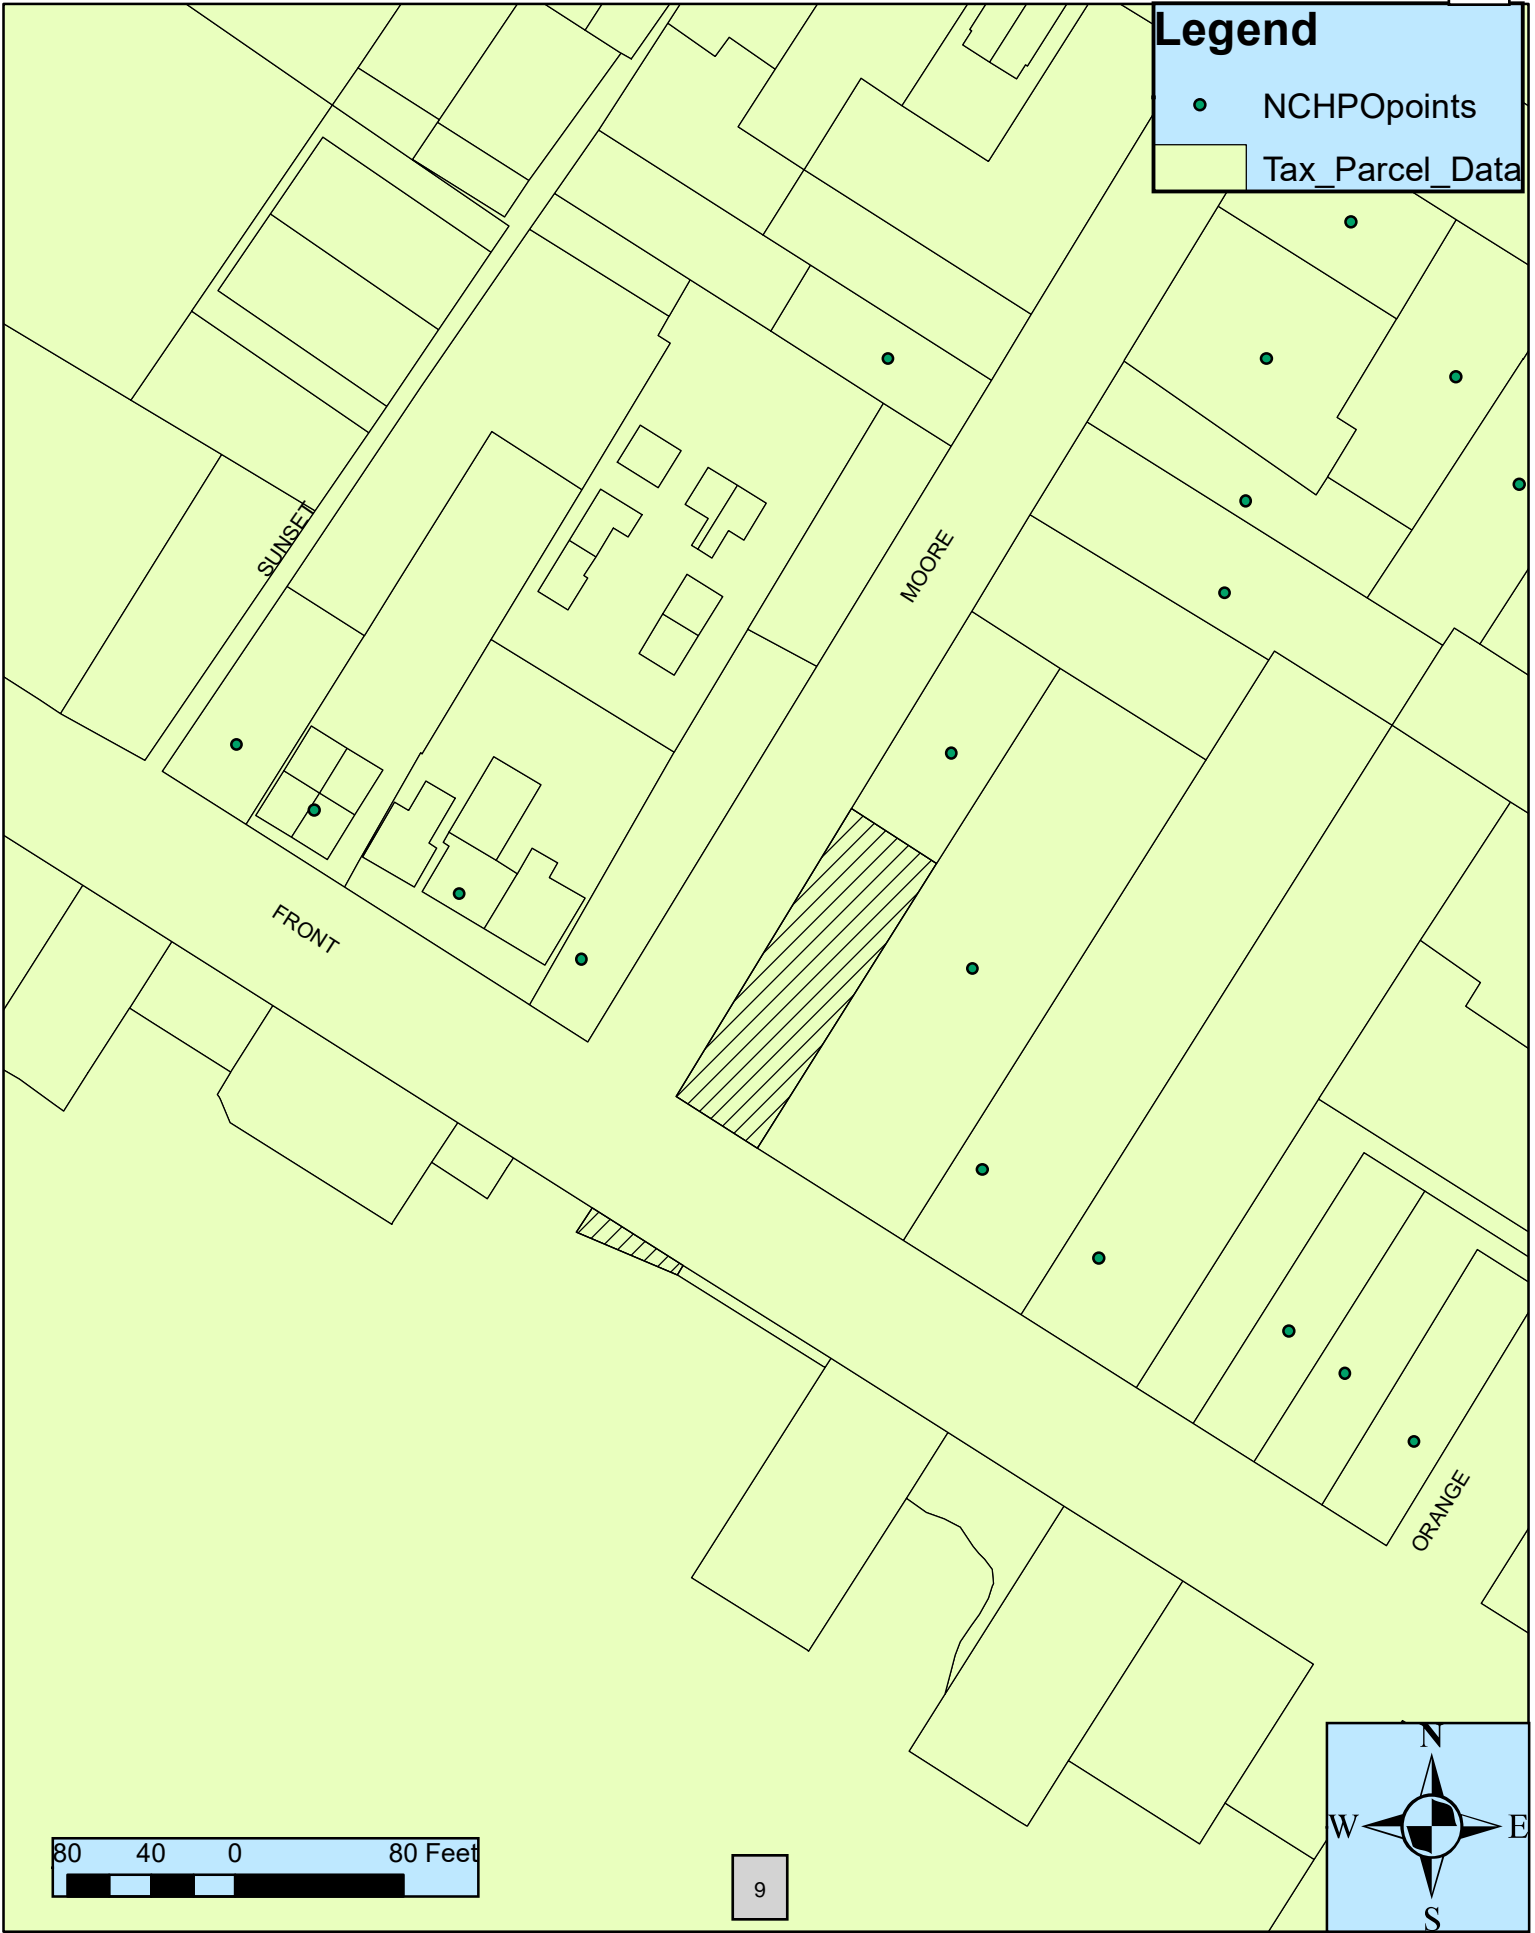 Legend
NCHPOpoints
Tax_Parcel_Data
SUNSET
MOORE
FRONT
ORANGE
N
W E
S
80 40 0 80 Feet
9